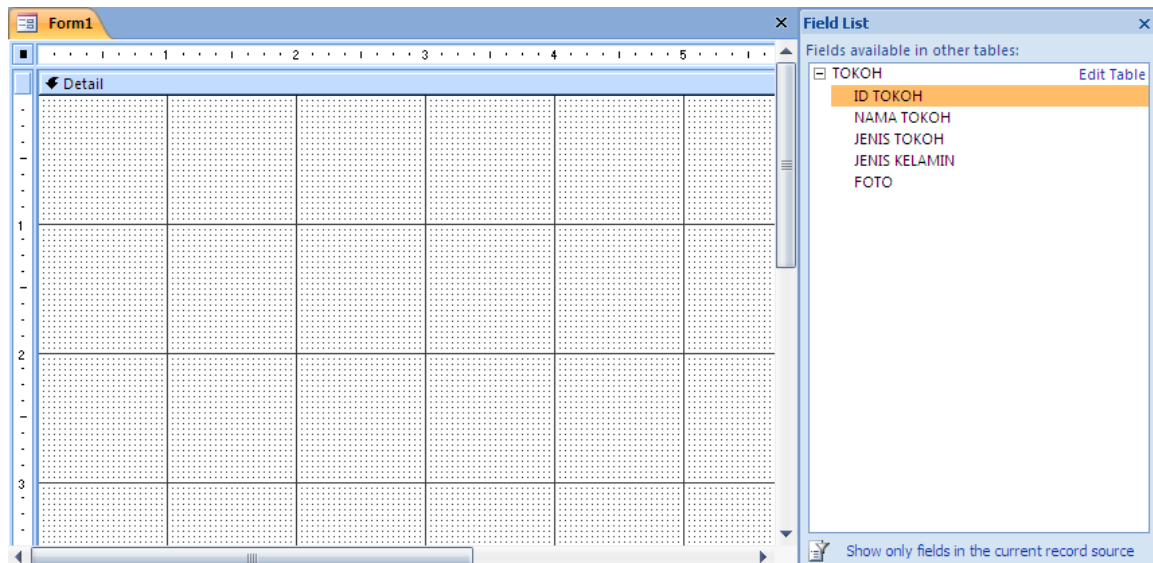 Form1
Field List
Fields available in other tables:
1 2 3 4 5
Detail
TOKOH Edit Table
ID TOKOH
NAMA TOKOH
JENIS TOKOH
JENIS KELAMIN
FOTO
1
2
3
Show only fields in the current record source